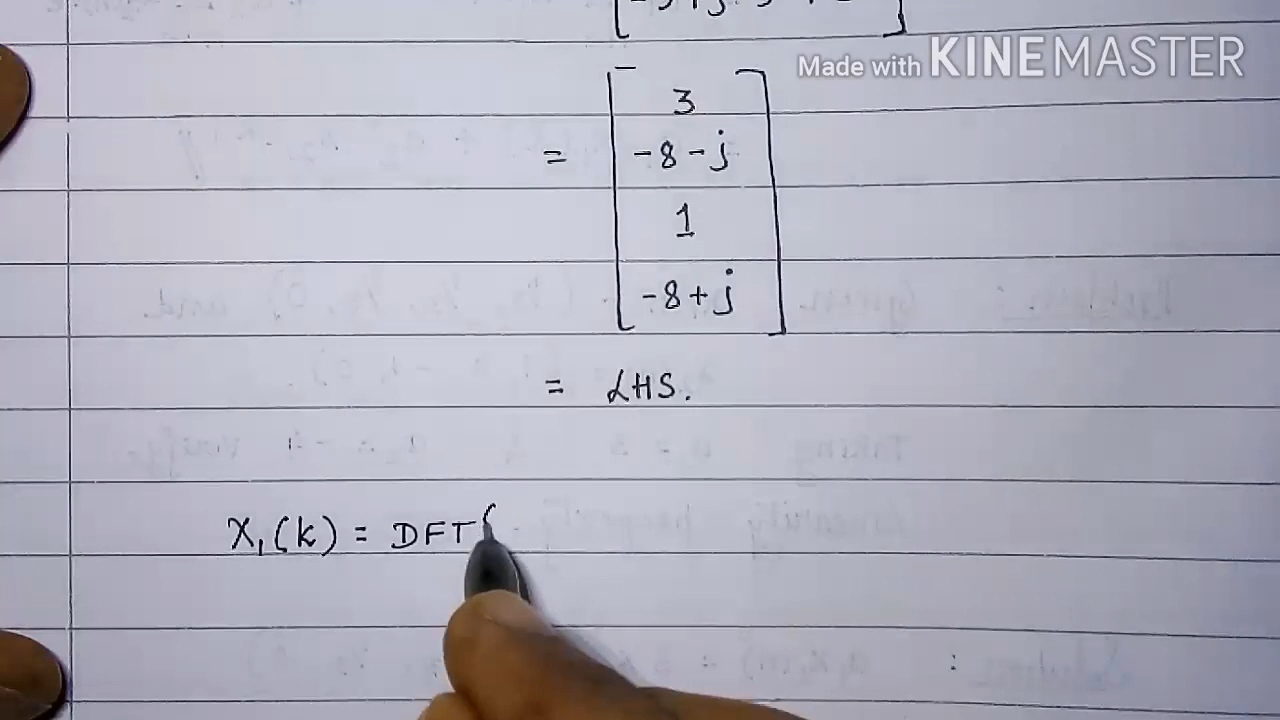 Made with KINEMASTER
3
= -8-j
1
-8+j
= LHS.
X₁(k) = DFT{